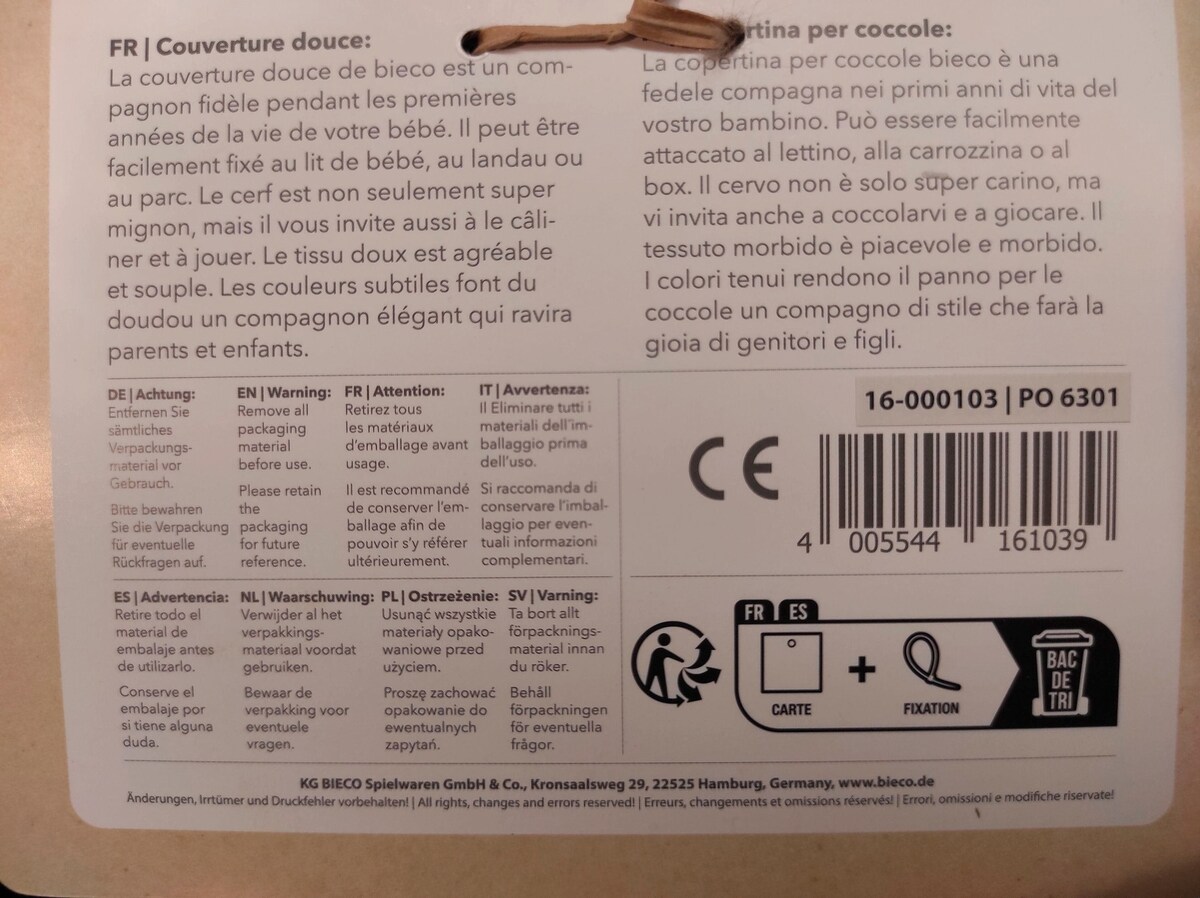 FR | Couverture douce:
La couverture douce de bieco est un com-
pagnon fidèle pendant les premières
années de la vie de votre bébé. Il peut être
facilement fixé au lit de bébé, au landau ou
au parc. Le cerf est non seulement super
mignon, mais il vous invite aussi à le câli-
ner et à jouer. Le tissu doux est agréable
et souple. Les couleurs subtiles font du
doudou un compagnon élégant qui ravira
parents et enfants.
rtina per coccole:
La copertina per coccole bieco è una
fedele compagna nei primi anni di vita del
vostro bambino. Può essere facilmente
attaccato al lettino, alla carrozzina o al
box. Il cervo non è solo super carino, ma
vi invita anche a coccolarvi e a giocare. Il
tessuto morbido è piacevole e morbido.
I colori tenui rendono il panno per le
coccole un compagno di stile che farà la
gioia di genitori e figli.
DE | Achtung:
Entfernen Sie
sämtliches
Verpackungs-
material vor
Gebrauch.
Bitte bewahren
Sie die Verpackung
für eventuelle
Rückfragen auf.
EN | Warning:
Remove all
packaging
material
before use.
Please retain
the
packaging
for future
reference.
FR | Attention:
Retirez tous
les matériaux
d'emballage avant
usage.
Il est recommandé
de conserver l'em-
ballage afin de
pouvoir s'y référer
ultérieurement.
IT | Avvertenza:
Il Eliminare tutti i
materiali dell'im-
ballaggio prima
dell'uso.
Si raccomanda di
conservare l'imbal-
laggio per even-
tuali informazioni
complementari.
ES | Advertencia:
Retire todo el
material de
embalaje antes
de utilizarlo.
Conserve el
embalaje por
si tiene alguna
duda.
NL | Waarschuwing:
Verwijder al het
verpakkings-
materiaal voordat
gebruiken.
Bewaar de
verpakking voor
eventuele
vragen.
PL | Ostrzeżenie:
Usunąć wszystkie
materiały opako-
waniowe przed
użyciem.
Proszę zachować
opakowanie do
ewentualnych
zapytań.
SV | Varning:
Ta bort allt
förpacknings-
material innan
du röker.
Behåll
förpackningen
för eventuella
frågor.
16-000103 | PO 6301
CE
4 005544 161039
FR ES
CARTE
+
FIXATION
BAC
DE
TRI
KG BIECO Spielwaren GmbH & Co., Kronsaalsweg 29, 22525 Hamburg, Germany, www.bieco.de
Änderungen, Irrtümer und Druckfehler vorbehalten! | All rights, changes and errors reserved! | Erreurs, changements et omissions réservés! | Errori, omissioni e modifiche riservate!